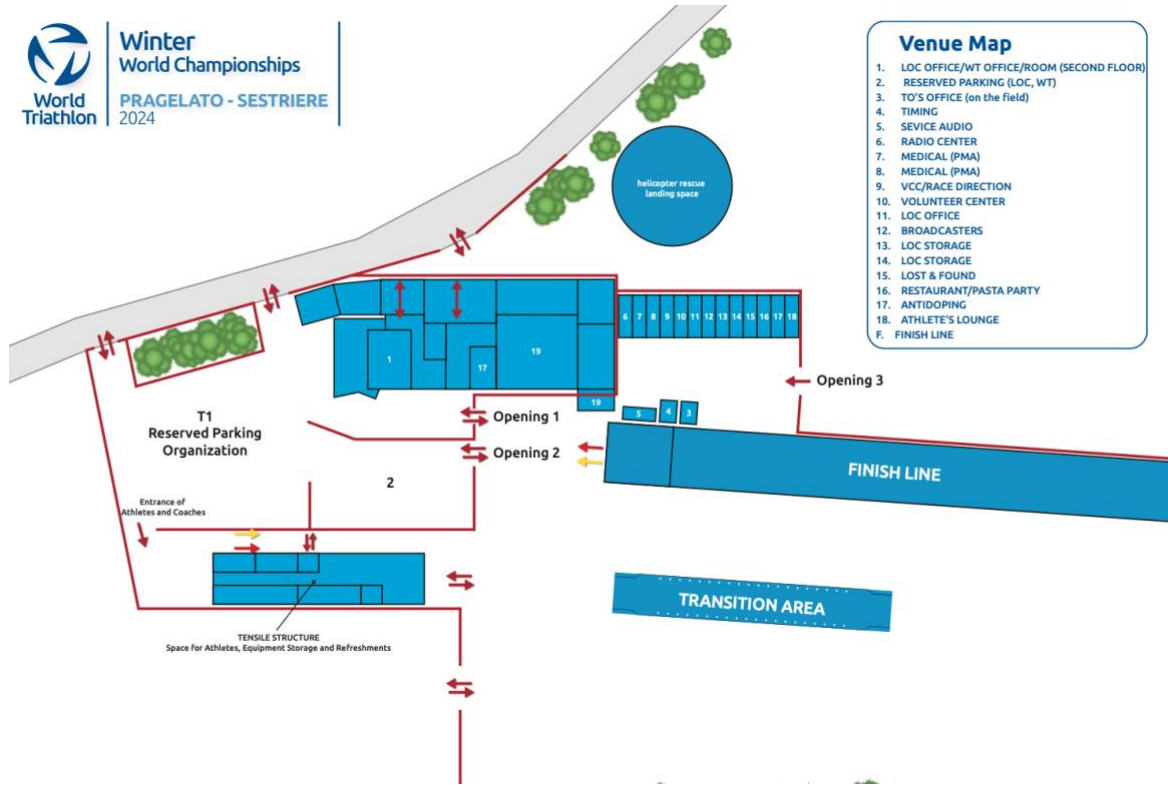 World
Triathlon
Winter
World Championships
PRAGELATO - SESTRIERE
2024
Venue Map
1. LOC OFFICE/WT OFFICE/ROOM (SECOND FLOOR)
2. RESERVED PARKING (LOC, WT)
3. TO'S OFFICE (on the field)
4. TIMING
5. SEVICE AUDIO
6. RADIO CENTER
7. MEDICAL (PMA)
8. MEDICAL (PMA)
9. VCC/RACE DIRECTION
10. VOLUNTEER CENTER
11. LOC OFFICE
12. BROADCASTERS
13. LOC STORAGE
14. LOC STORAGE
15. LOST & FOUND
16. RESTAURANT/PASTA PARTY
17. ANTIDOPING
18. ATHLETE'S LOUNGE
F. FINISH LINE
helicopter rescue
landing space
6 7 8 9 10 11 12 13 14 15 16 17 18
1
17
19
19
Opening 3
5
4
3
Opening 1
Opening 2
T1
Reserved Parking
Organization
2
FINISH LINE
Entrance of
Athletes and Coaches
TRANSITION AREA
TENSILE STRUCTURE
Space for Athletes, Equipment Storage and Refreshments